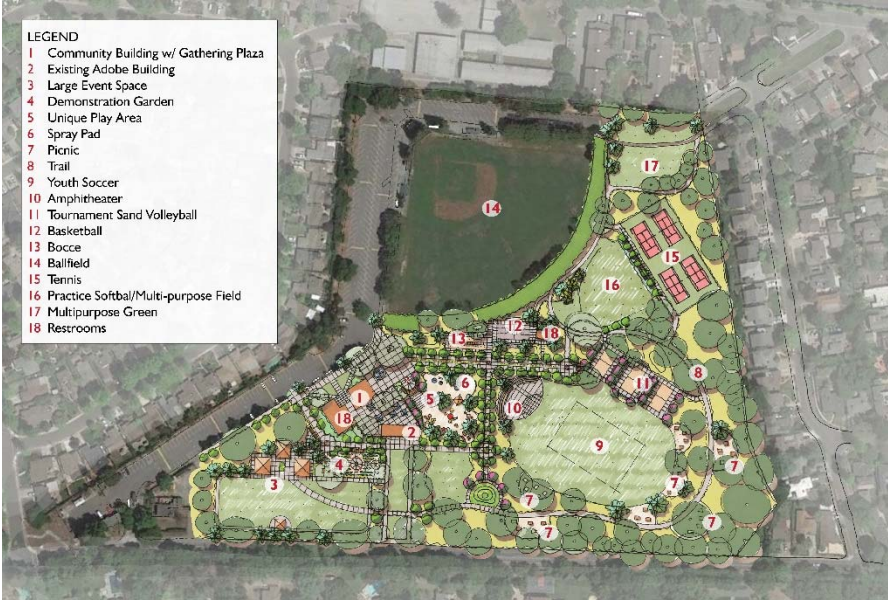 LEGEND
1 Community Building w/ Gathering Plaza
2 Existing Adobe Building
3 Large Event Space
4 Demonstration Garden
5 Unique Play Area
6 Spray Pad
7 Picnic
8 Trail
9 Youth Soccer
10 Amphitheater
11 Tournament Sand Volleyball
12 Basketball
13 Bocce
14 Ballfield
15 Tennis
16 Practice Softbal/Multi-purpose Field
17 Multipurpose Green
18 Restrooms
17
14
15
16
12
18
13
8
11
6
1
5
10
18
2
9
4
3
7
7
7
7
7